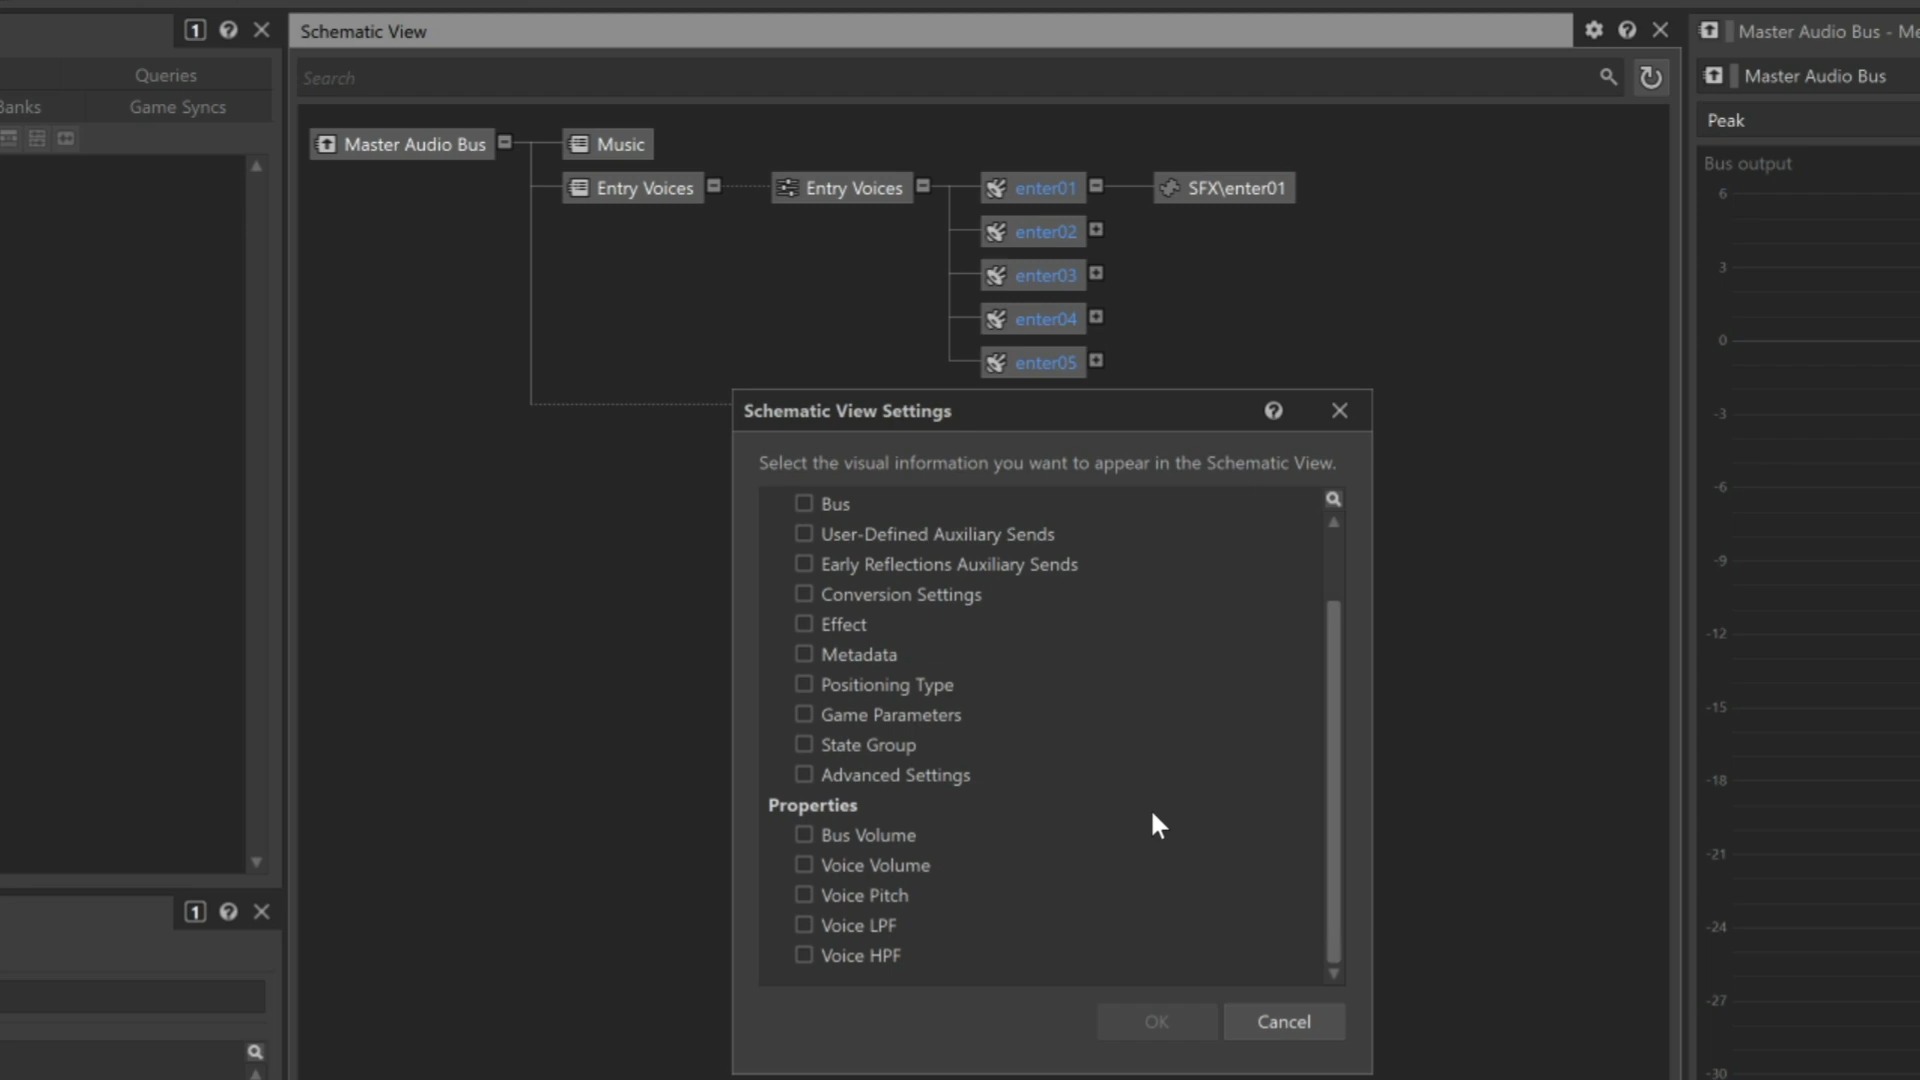 1
Schematic View
Master Audio Bus - Me
Queries
Search
Master Audio Bus
Banks
Game Syncs
Peak
Master Audio Bus
Music
Bus output
Entry Voices
Entry Voices
enter01
SFX\enter01
6
enter02
enter03
3
enter04
0
enter05
Schematic View Settings
-3
Select the visual information you want to appear in the Schematic View.
-6
Bus
User-Defined Auxiliary Sends
Early Reflections Auxiliary Sends
-9
Conversion Settings
Effect
-12
Metadata
Positioning Type
-15
Game Parameters
State Group
Advanced Settings
-18
Properties
Bus Volume
-21
Voice Volume
Voice Pitch
1
Voice LPF
-24
Voice HPF
-27
OK
Cancel
-30